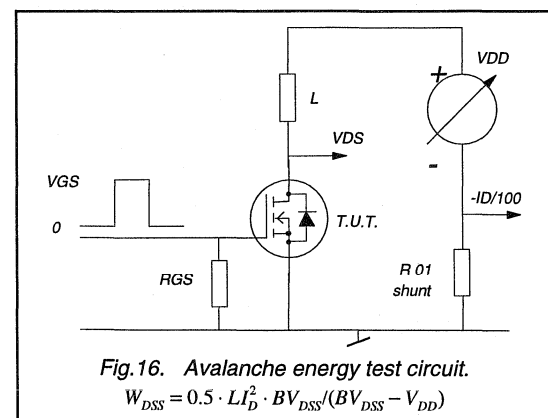 +
VDD
L
VDS
-
VGS
-ID/100
0
T.U.T.
RGS
R 01
shunt
Fig.16. Avalanche energy test circuit.
W_DSS = 0.5 · LI_D^2 · BV_DSS/(BV_DSS − V_DD)